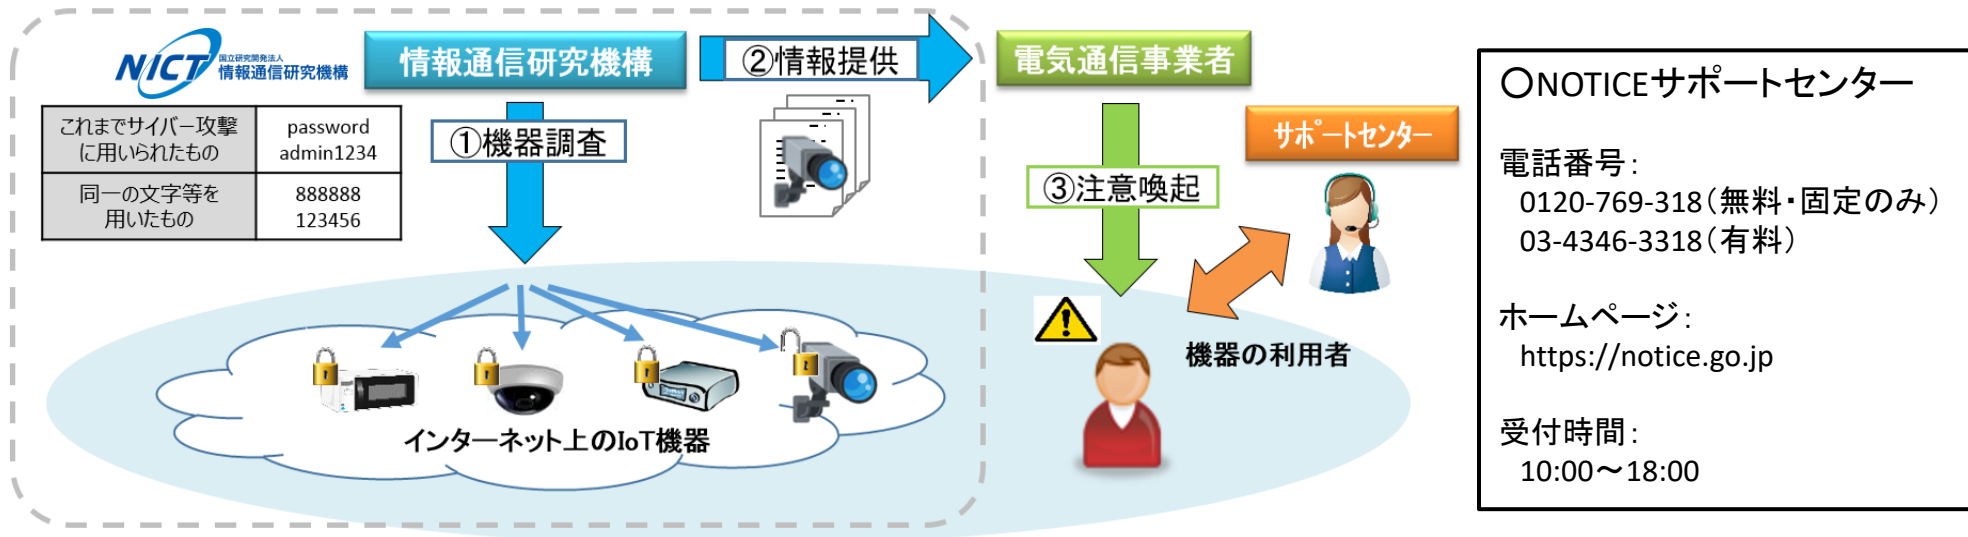 NICT 国立研究開発法人
情報通信研究機構
情報通信研究機構
②情報提供
電気通信事業者
これまでサイバー攻撃
に用いられたもの
password
admin1234
同一の文字等を
用いたもの
888888
123456
①機器調査
③注意喚起
サポートセンター
機器の利用者
インターネット上のIoT機器
〇NOTICEサポートセンター
電話番号：
0120-769-318（無料・固定のみ）
03-4346-3318（有料）
ホームページ：
https://notice.go.jp
受付時間：
10:00～18:00